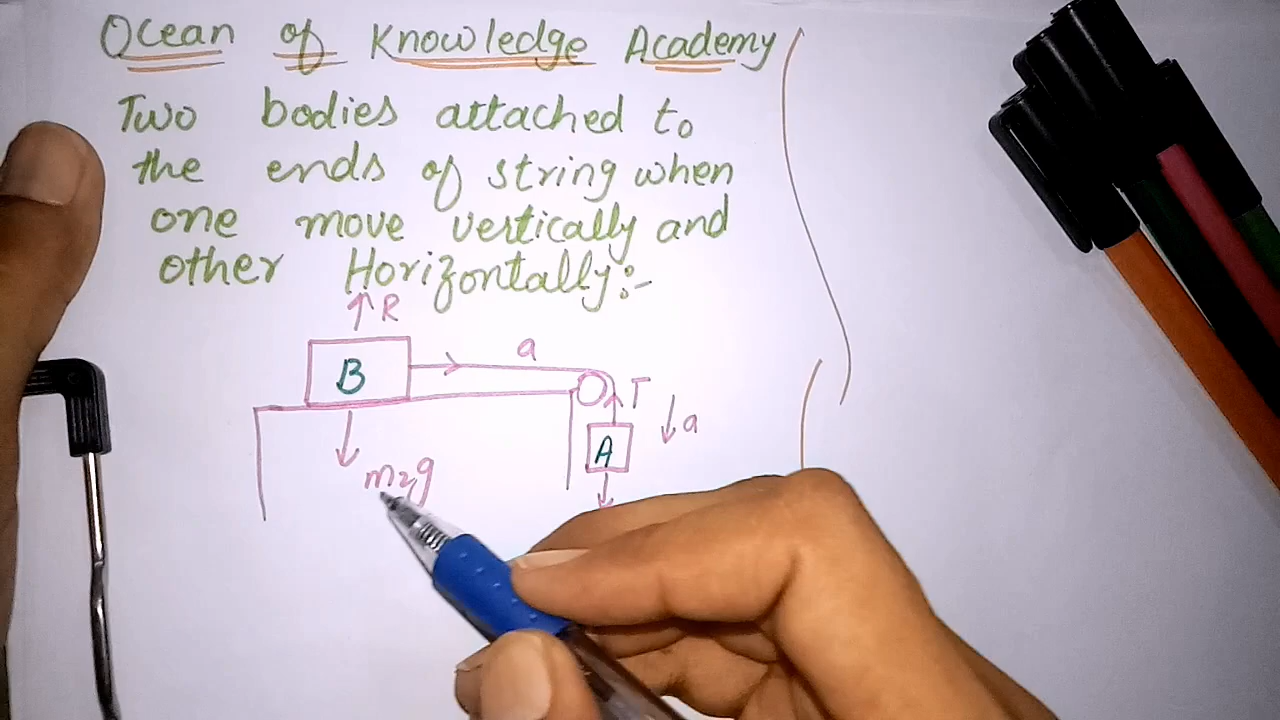 Ocean of Knowledge Academy
Two bodies attached to
the ends of string when
one move vertically and
other Horizontally:-
R
a
B
T
a
A
m2g